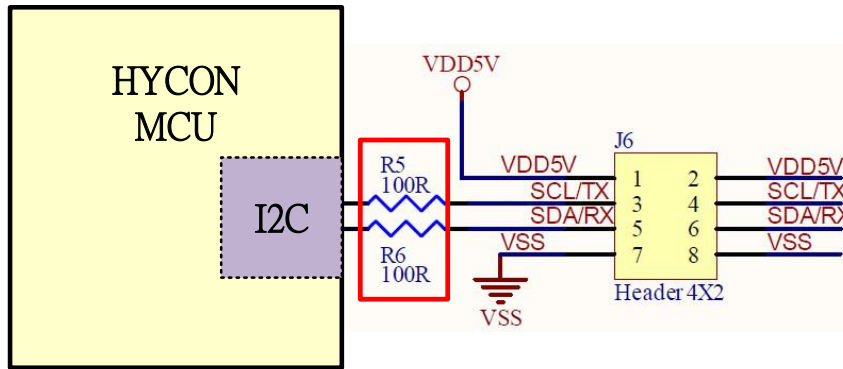 HYCON
MCU
I2C
R5
100R
R6
100R
VDD5V
VDD5V
SCL/TX
SDA/RX
VSS
VSS
J6
1 2
3 4
5 6
7 8
Header 4X2
VDD5V
SCL/TX
SDA/RX
VSS